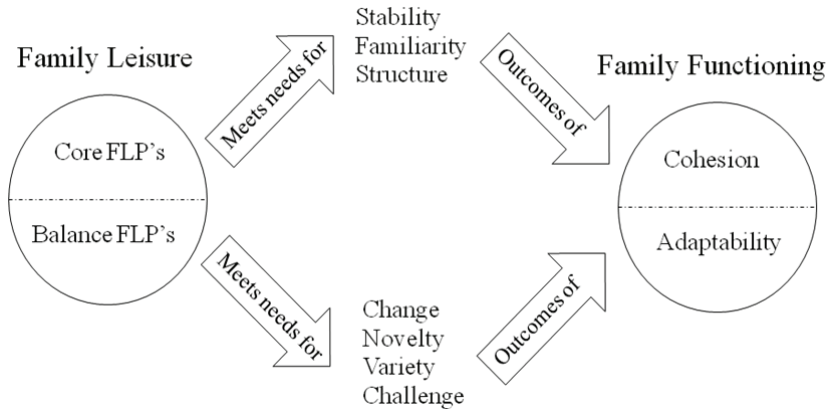 Family Leisure
Core FLP's
Balance FLP's
Meets needs for
Stability
Familiarity
Structure
Outcomes of
Meets needs for
Change
Novelty
Variety
Challenge
Outcomes of
Family Functioning
Cohesion
Adaptability